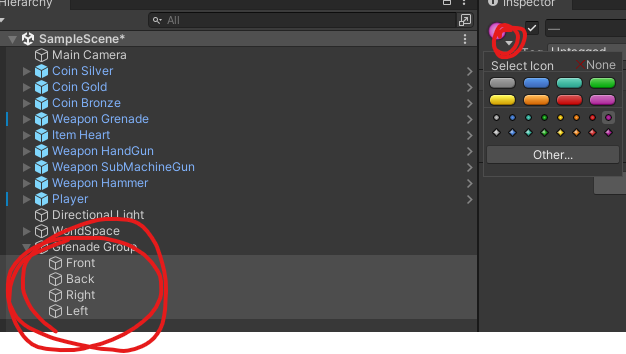 Hierarchy
Inspector
All
SampleScene*
Main Camera
Coin Silver
Coin Gold
Coin Bronze
Weapon Grenade
Item Heart
Weapon HandGun
Weapon SubMachineGun
Weapon Hammer
Player
Directional Light
WorldSpace
Grenade Group
Front
Back
Right
Left
Tag Untagged
Select Icon
None
Other...